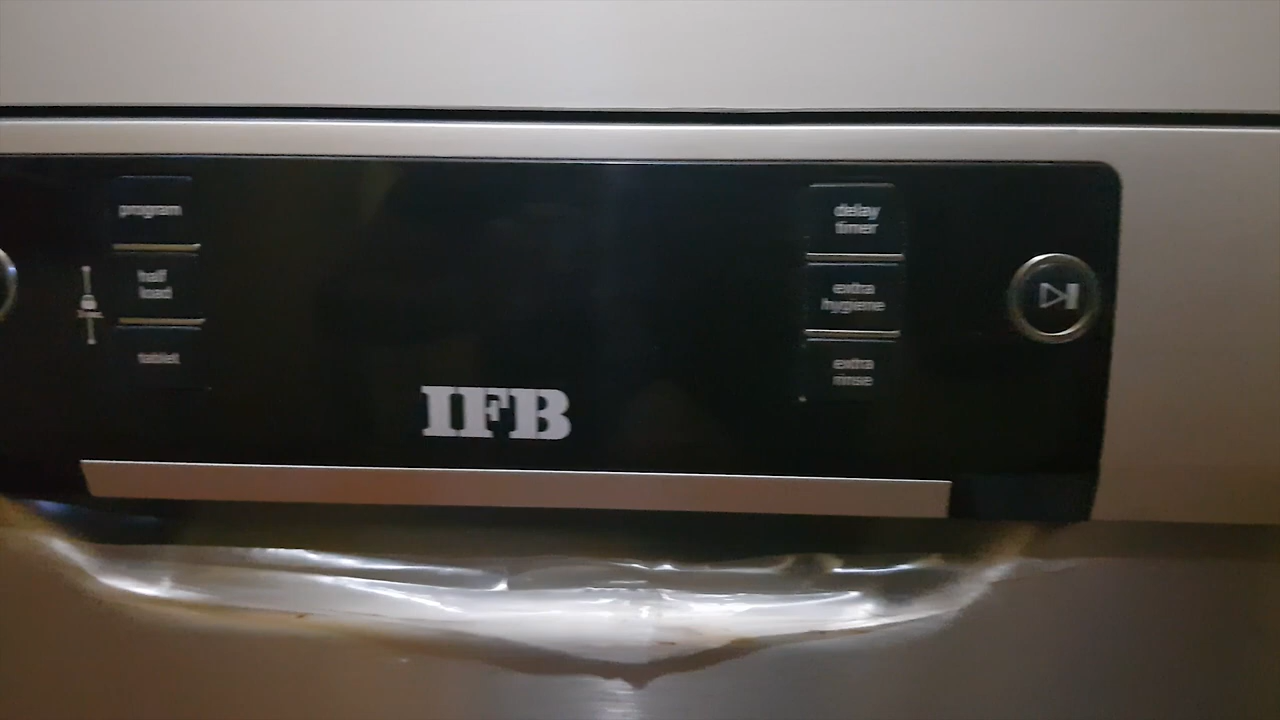 program
half
load
tablet
IFB
delay
timer
extra
hygiene
extra
rinse